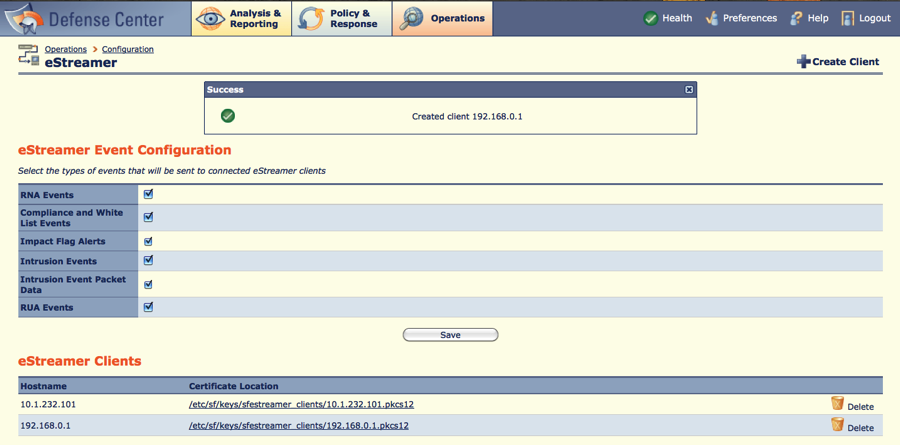 Defense Center
Analysis & Reporting
Policy & Response
Operations
Health
Preferences
Help
Logout
Operations > Configuration
eStreamer
Create Client
Success
Created client 192.168.0.1
eStreamer Event Configuration
Select the types of events that will be sent to connected eStreamer clients
RNA Events
Compliance and White
List Events
Impact Flag Alerts
Intrusion Events
Intrusion Event Packet
Data
RUA Events
Save
eStreamer Clients
Hostname Certificate Location
10.1.232.101 /etc/sf/keys/sfestreamer_clients/10.1.232.101.pkcs12 Delete
192.168.0.1 /etc/sf/keys/sfestreamer_clients/192.168.0.1.pkcs12 Delete